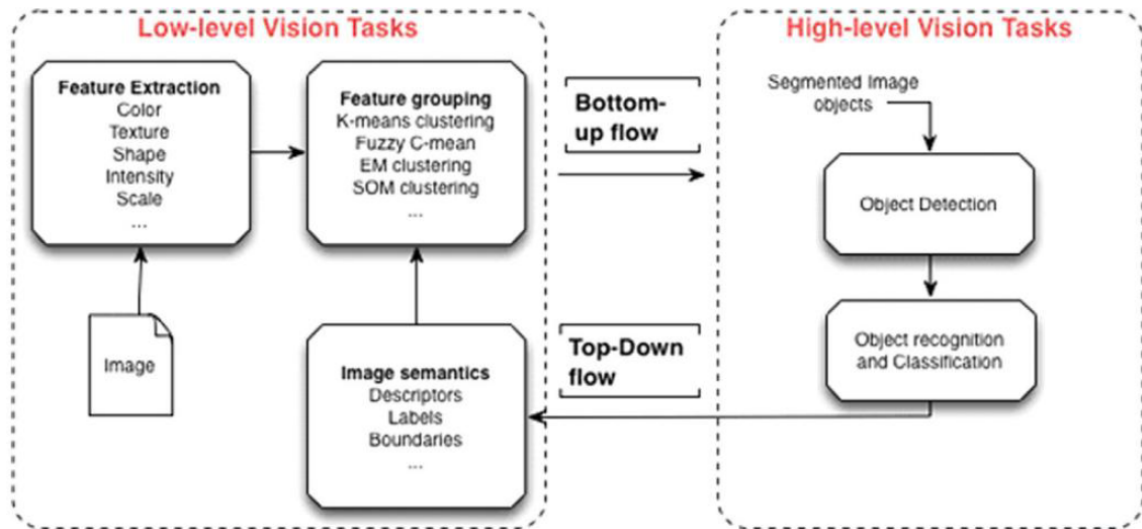 Low-level Vision Tasks
Feature Extraction
Color
Texture
Shape
Intensity
Scale
...
Feature grouping
K-means clustering
Fuzzy C-mean
EM clustering
SOM clustering
...
Image
Image semantics
Descriptors
Labels
Boundaries
...
Bottom-
up flow
Top-Down
flow
High-level Vision Tasks
Segmented Image
objects
Object Detection
Object recognition
and Classification